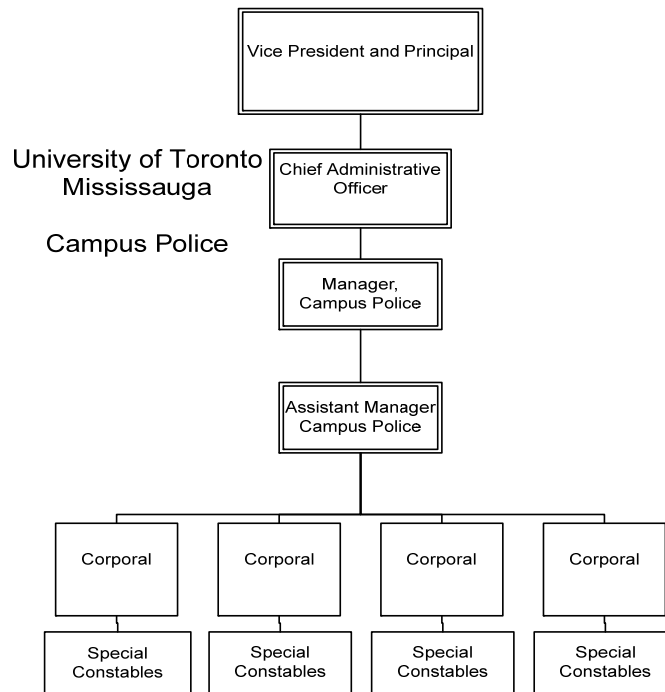 Vice President and Principal
University of Toronto
Mississauga
Campus Police
Chief Administrative
Officer
Manager,
Campus Police
Assistant Manager
Campus Police
Corporal
Corporal
Corporal
Corporal
Special
Constables
Special
Constables
Special
Constables
Special
Constables